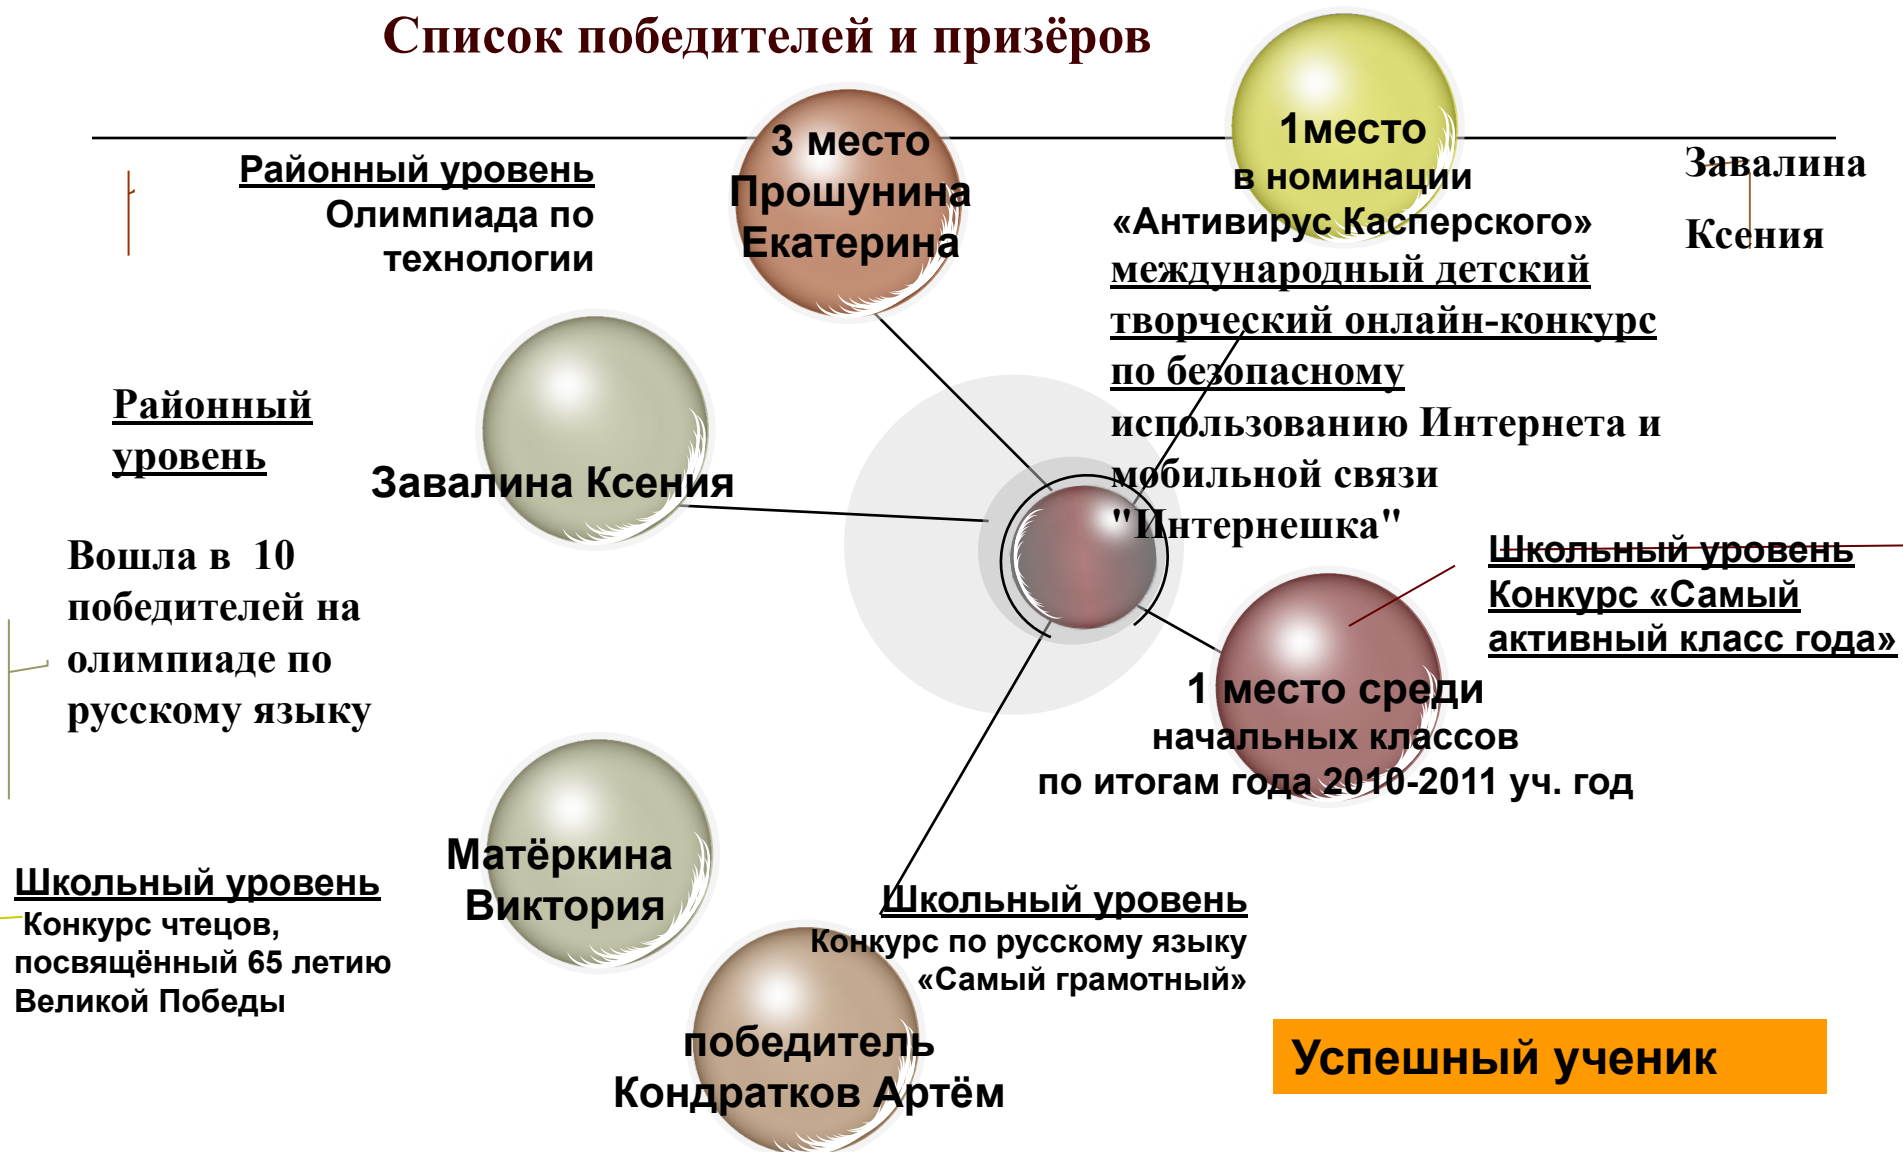 Список победителей и призёров
Районный уровень
Олимпиада по
технологии
3 место
Прошунина
Екатерина
1место
в номинации
«Антивирус Касперского»
международный детский
творческий онлайн-конкурс
по безопасному
использованию Интернета и
мобильной связи
"Интернешка"
Завалина
Ксения
Районный
уровень
Завалина Ксения
Вошла в  10
победителей на
олимпиаде по
русскому языку
Школьный уровень
Конкурс «Самый
активный класс года»
1 место среди
начальных классов
по итогам года 2010-2011 уч. год
Матёркина
Виктория
Школьный уровень
Конкурс чтецов,
посвящённый 65 летию
Великой Победы
Школьный уровень
Конкурс по русскому языку
«Самый грамотный»
победитель
Кондратков Артём
Успешный ученик